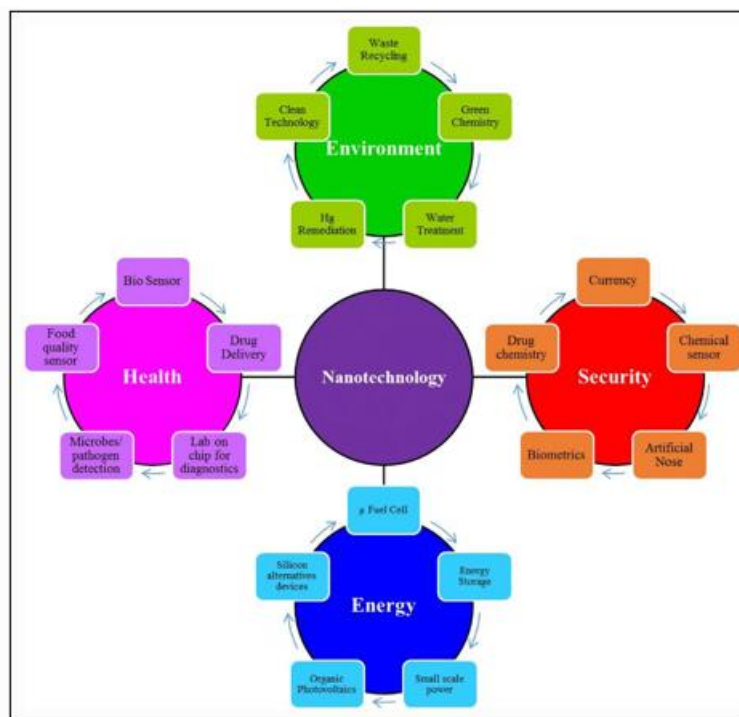 Waste
Recycling
Clean
Technology
Green
Chemistry
Environment
Hg
Remediation
Water
Treatment
Bio Sensor
Food
quality
sensor
Drug
Delivery
Health
Microbes/
pathogen
detection
Lab on
chip for
diagnostics
Nanotechnology
Currency
Drug
chemistry
Chemical
sensor
Security
Biometrics
Artificial
Nose
μ Fuel Cell
Silicon
alternatives
devices
Energy
Storage
Energy
Organic
Photovoltaics
Small scale
power